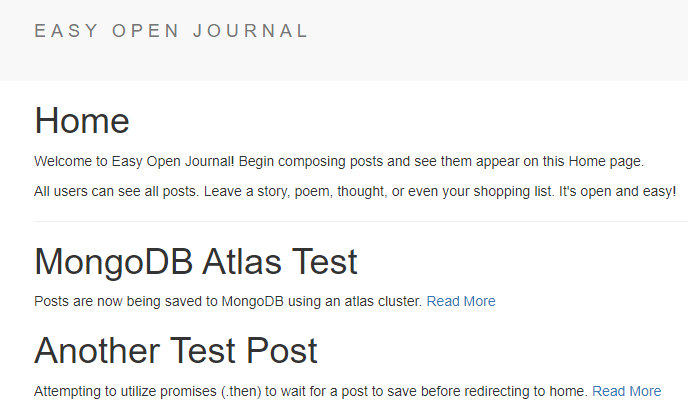 EASY OPEN JOURNAL
Home
Welcome to Easy Open Journal! Begin composing posts and see them appear on this Home page.
All users can see all posts. Leave a story, poem, thought, or even your shopping list. It's open and easy!
MongoDB Atlas Test
Posts are now being saved to MongoDB using an atlas cluster. Read More
Another Test Post
Attempting to utilize promises (.then) to wait for a post to save before redirecting to home. Read More